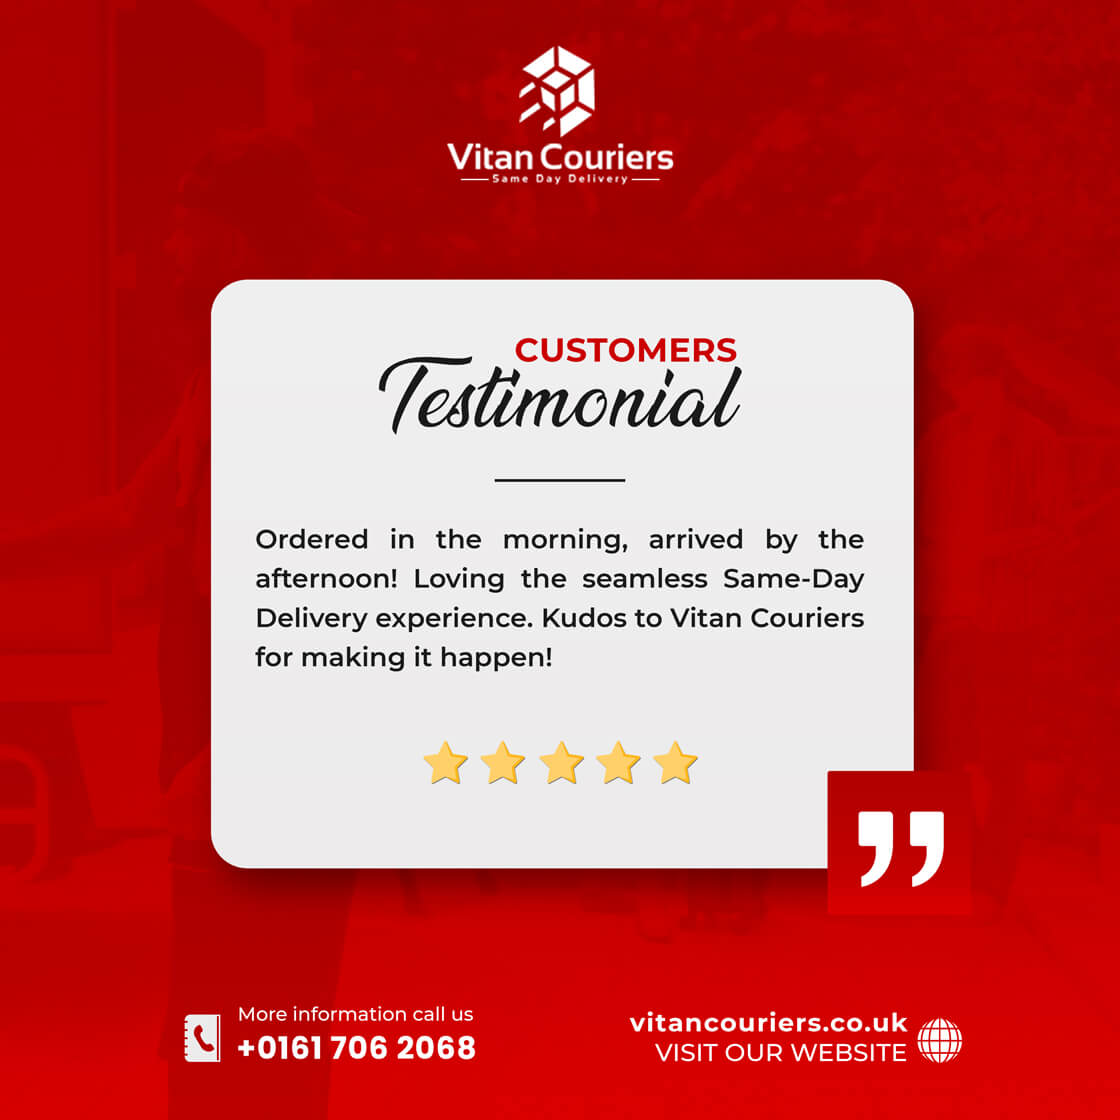 Vitan Couriers
Same Day Delivery
CUSTOMERS
Testimonial
Ordered in the morning, arrived by the
afternoon! Loving the seamless Same-Day
Delivery experience. Kudos to Vitan Couriers
for making it happen!
”
More information call us
+0161 706 2068
vitancouriers.co.uk
VISIT OUR WEBSITE